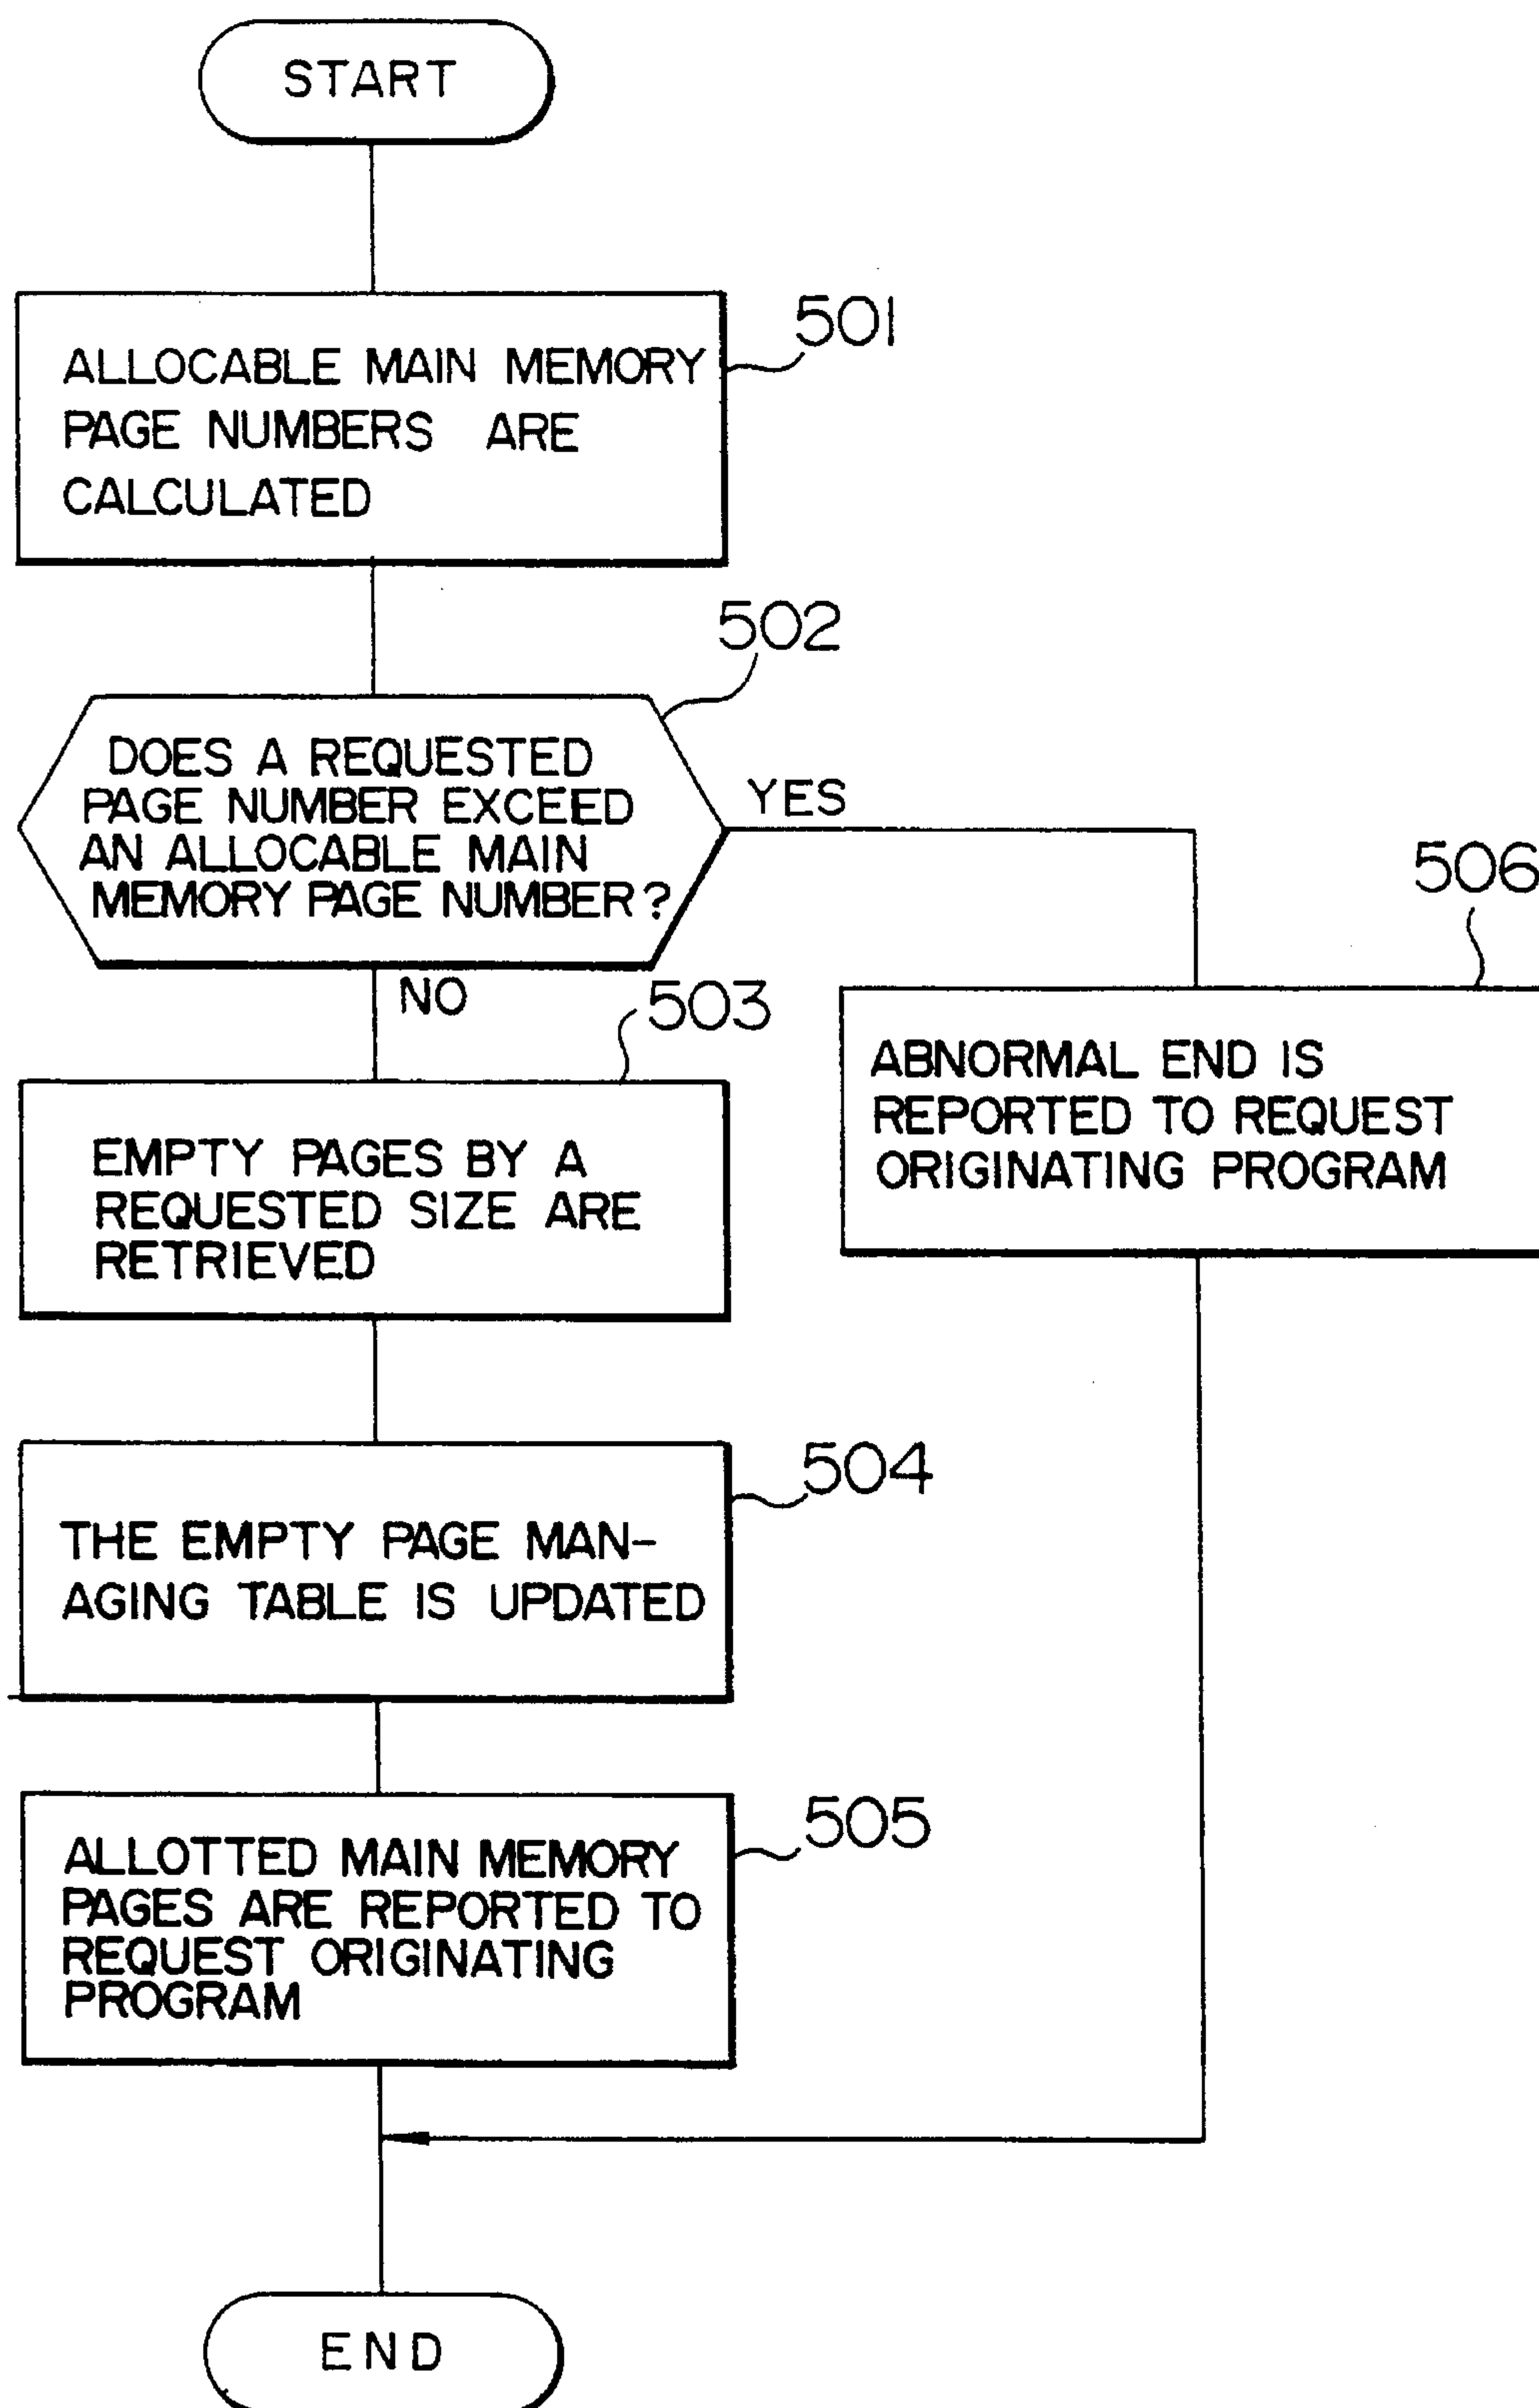 START
501
ALLOCABLE MAIN MEMORY
PAGE NUMBERS ARE
CALCULATED
502
DOES A REQUESTED
PAGE NUMBER EXCEED
AN ALLOCABLE MAIN
MEMORY PAGE NUMBER?
YES
NO
506
ABNORMAL END IS
REPORTED TO REQUEST
ORIGINATING PROGRAM
503
EMPTY PAGES BY A
REQUESTED SIZE ARE
RETRIEVED
504
THE EMPTY PAGE MAN-
AGING TABLE IS UPDATED
505
ALLOTTED MAIN MEMORY
PAGES ARE REPORTED TO
REQUEST ORIGINATING
PROGRAM
END